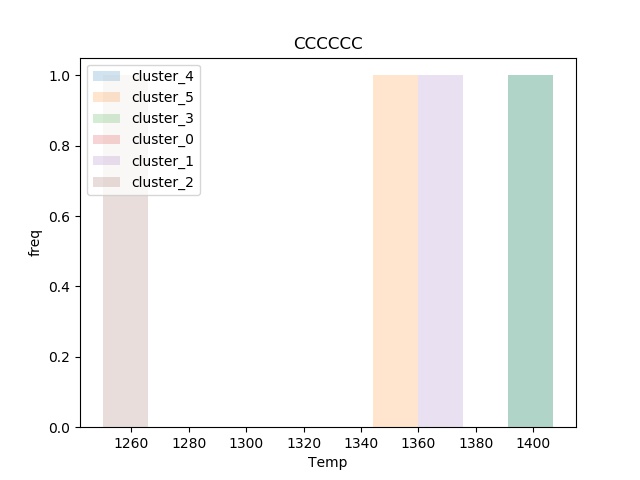 CCCCCC
1.0
0.8
0.6
0.4
0.2
0.0
freq
cluster_4
cluster_5
cluster_3
cluster_0
cluster_1
cluster_2
1260 1280 1300 1320 1340 1360 1380 1400
Temp